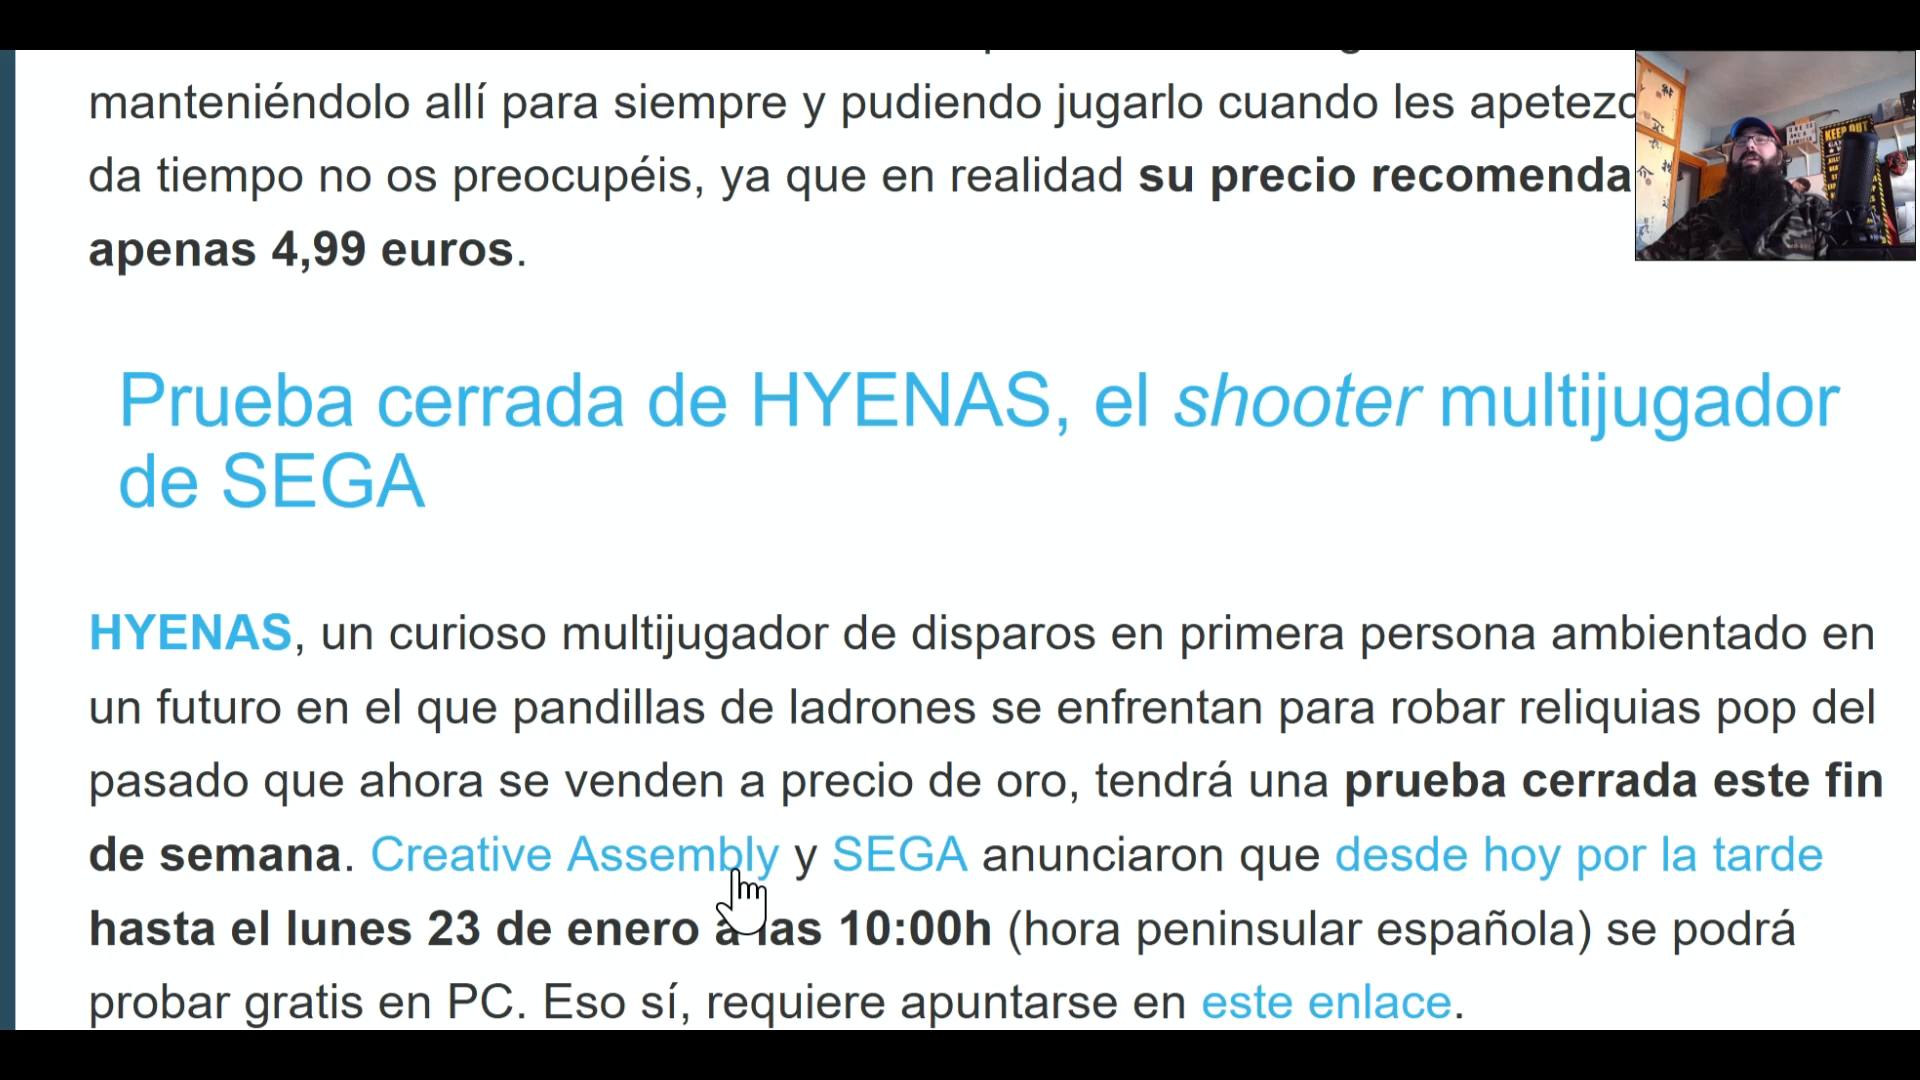 manteniéndolo allí para siempre y pudiendo jugarlo cuando les
da tiempo no os preocupéis, ya que en realidad su precio
apenas 4,99 euros.
Prueba cerrada de HYENAS, el shooter multijugador
de SEGA
HYENAS, un curioso multijugador de disparos en primera persona ambientado en
un futuro en el que pandillas de ladrones se enfrentan para robar reliquias pop del
pasado que ahora se venden a precio de oro, tendrá una prueba cerrada este fin
de semana. Creative Assembly y SEGA anunciaron que desde hoy por la tarde
hasta el lunes 23 de enero a las 10:00h (hora peninsular española) se podrá
probar gratis en PC. Eso sí, requiere apuntarse en este enlace.
KEEP OUT